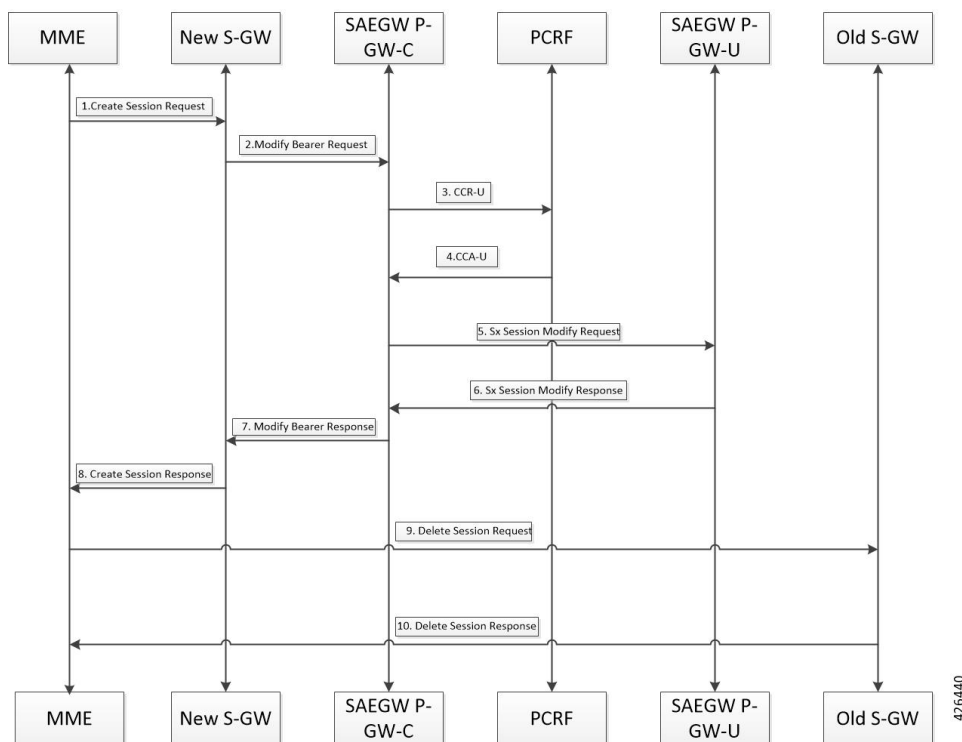 MME
New S-GW
SAEGW P-
GW-C
PCRF
SAEGW P-
GW-U
Old S-GW
1.Create Session Request
2.Modify Bearer Request
3. CCR-U
4.CCA-U
5. Sx Session Modify Request
6. Sx Session Modify Response
7. Modify Bearer Response
8. Create Session Response
9. Delete Session Request
10. Delete Session Response
MME
New S-GW
SAEGW P-
GW-C
PCRF
SAEGW P-
GW-U
Old S-GW
426440